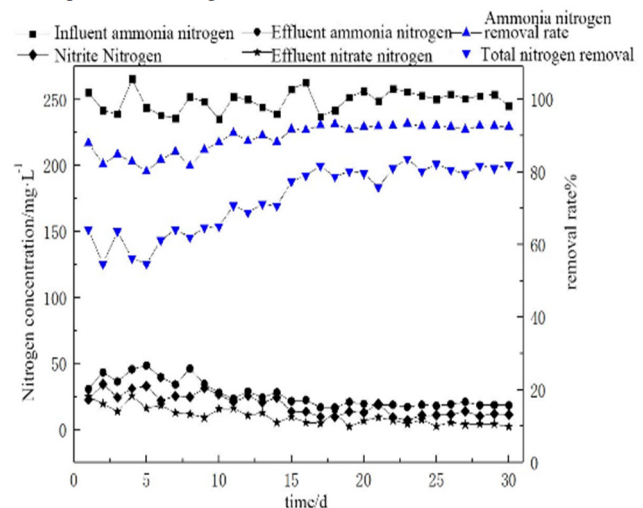 Influent ammonia nitrogen
Effluent ammonia nitrogen
Ammonia nitrogen
removal rate
Nitrite Nitrogen
Effluent nitrate nitrogen
Total nitrogen removal
Nitrogen concentration/mg·L⁻¹
250
200
150
100
50
0
removal rate%
100
80
60
40
20
0
0 5 10 15 20 25 30
time/d